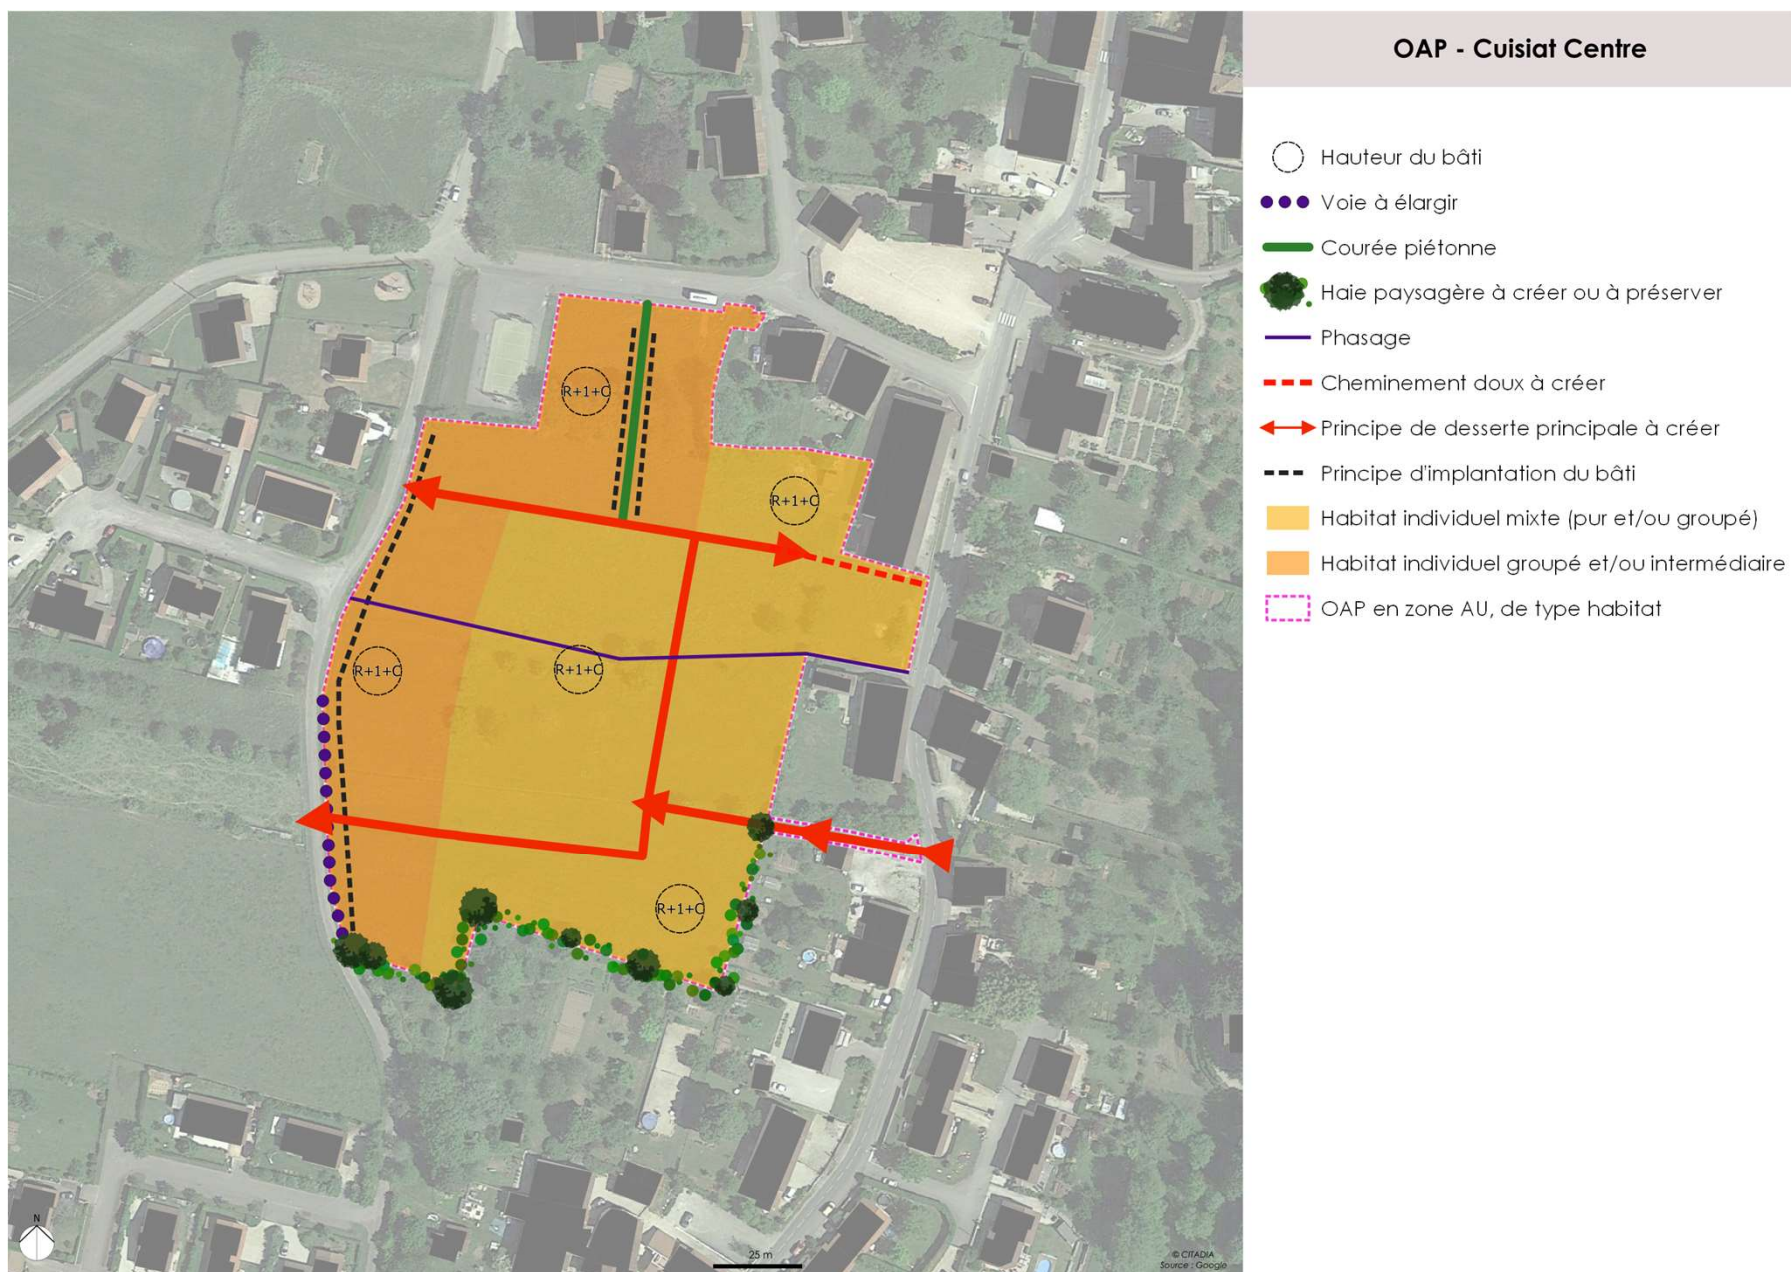 OAP - Cuisiat Centre
Hauteur du bâti
Voie à élargir
Courée piétonne
Haie paysagère à créer ou à préserver
Phasage
Cheminement doux à créer
Principe de desserte principale à créer
Principe d'implantation du bâti
Habitat individuel mixte (pur et/ou groupé)
Habitat individuel groupé et/ou intermédiaire
OAP en zone AU, de type habitat
R+1+C
R+1+C
R+1+C
R+1+C
R+1+C
N
25 m
© CITADIA
Source : Google